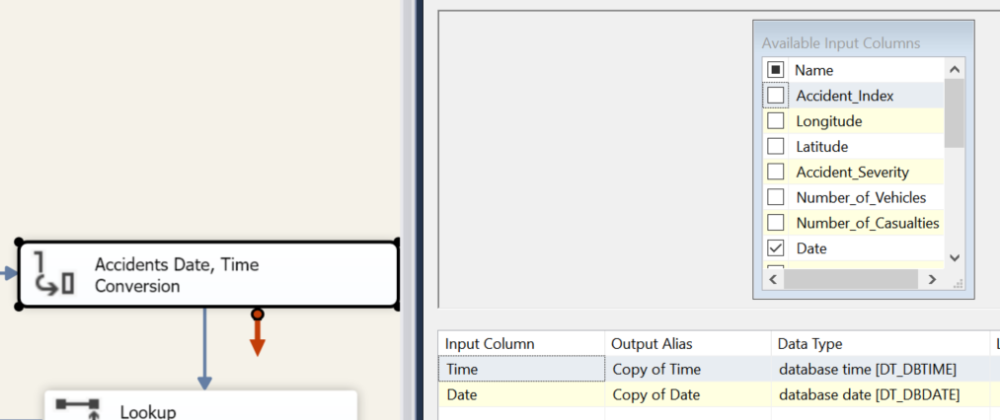 Available Input Columns
Name
Accident_Index
Longitude
Latitude
Accident_Severity
Number_of_Vehicles
Number_of_Casualties
Date
Accidents Date, Time
Conversion
Lookup
Input Column Output Alias Data Type
Time Copy of Time database time [DT_DBTIME]
Date Copy of Date database date [DT_DBDATE]